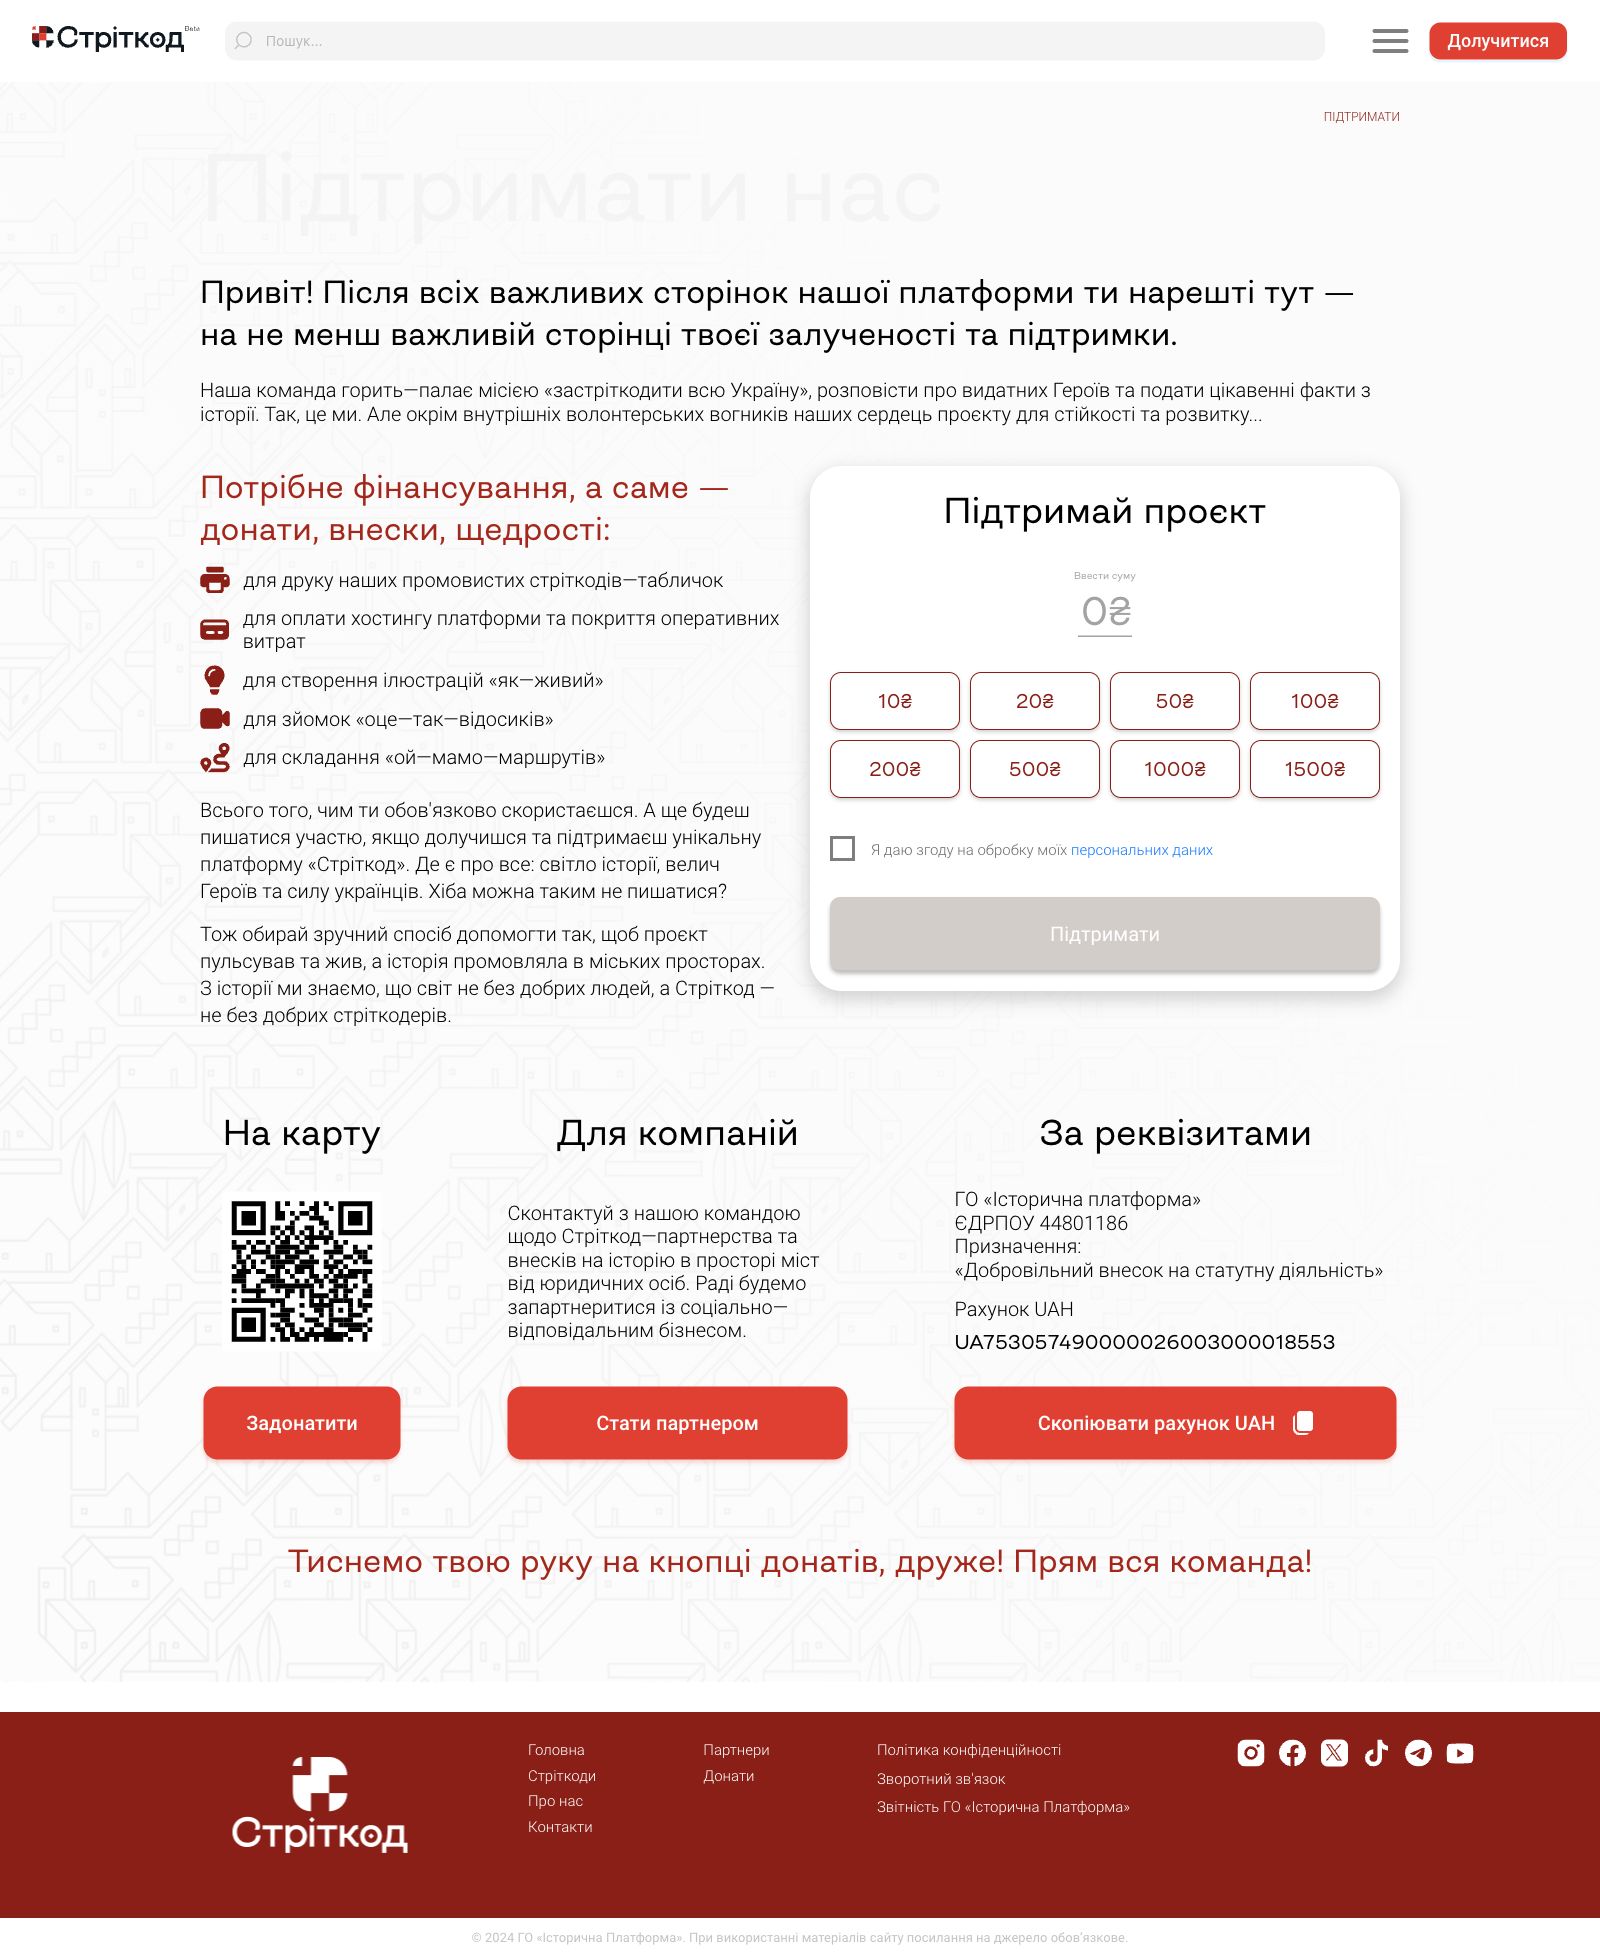 Стріткод Beta
Пошук...
Долучитися
ПІДТРИМАТИ
Підтримати нас
Привіт! Після всіх важливих сторінок нашої платформи ти нарешті тут —
на не менш важливій сторінці твоєї залученості та підтримки.
Наша команда горить—палає місією «застріткодити всю Україну», розповісти про видатних Героїв та подати цікавенні факти з
історії. Так, це ми. Але окрім внутрішніх волонтерських вогників наших сердець проєкту для стійкості та розвитку...
Потрібне фінансування, а саме —
донати, внески, щедрості:
для друку наших промовистих стріткодів—табличок
для оплати хостингу платформи та покриття оперативних
витрат
для створення ілюстрацій «як—живий»
для зйомок «оце—так—відосиків»
для складання «ой—мамо—маршрутів»
Всього того, чим ти обов'язково скористаєшся. А ще будеш
пишатися участю, якщо долучишся та підтримаєш унікальну
платформу «Стріткод». Де є про все: світло історії, велич
Героїв та силу українців. Хіба можна таким не пишатися?
Тож обирай зручний спосіб допомогти так, щоб проєкт
пульсував та жив, а історія промовляла в міських просторах.
З історії ми знаємо, що світ не без добрих людей, а Стріткод —
не без добрих стріткодерів.
Підтримай проєкт
Ввести суму
0₴
10₴ 20₴ 50₴ 100₴
200₴ 500₴ 1000₴ 1500₴
Я даю згоду на обробку моїх персональних даних
Підтримати
На карту
Задонатити
Для компаній
Сконтактуй з нашою командою
щодо Стріткод—партнерства та
внесків на історію в просторі міст
від юридичних осіб. Раді будемо
запартнеритися із соціально—
відповідальним бізнесом.
Стати партнером
За реквізитами
ГО «Історична платформа»
ЄДРПОУ 44801186
Призначення:
«Добровільний внесок на статутну діяльність»
Рахунок UAH
UA753057490000026003000018553
Скопіювати рахунок UAH
Тиснемо твою руку на кнопці донатів, друже! Прям вся команда!
Стріткод
Головна
Стріткоди
Про нас
Контакти
Партнери
Донати
Політика конфіденційності
Зворотний зв'язок
Звітність ГО «Історична Платформа»
© 2024 ГО «Історична Платформа». При використанні матеріалів сайту посилання на джерело обов'язкове.